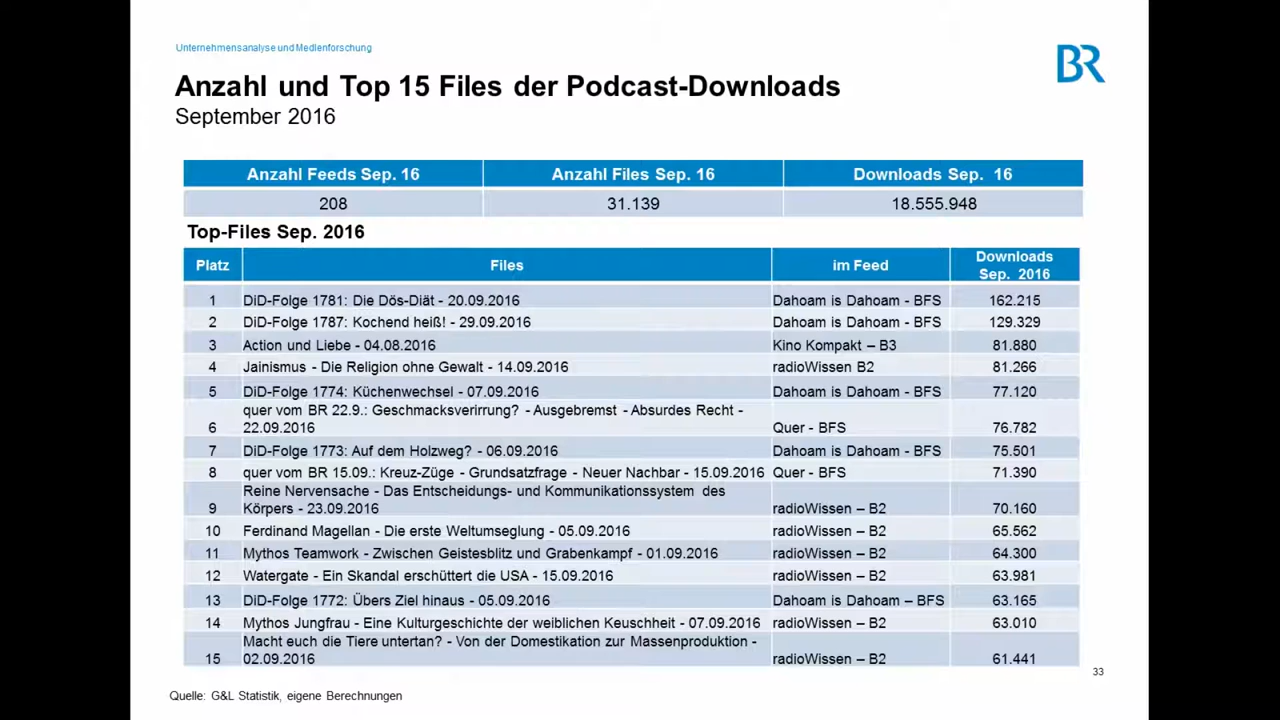 Unternehmensanalyse und Medienforschung
BR
Anzahl und Top 15 Files der Podcast-Downloads
September 2016
Anzahl Feeds Sep. 16 Anzahl Files Sep. 16 Downloads Sep. 16
208 31.139 18.555.948
Top-Files Sep. 2016
Platz Files im Feed Downloads Sep. 2016
1 DiD-Folge 1781: Die Dös-Diät - 20.09.2016 Dahoam is Dahoam - BFS 162.215
2 DiD-Folge 1787: Kochend heiß! - 29.09.2016 Dahoam is Dahoam - BFS 129.329
3 Action und Liebe - 04.08.2016 Kino Kompakt – B3 81.880
4 Jainismus - Die Religion ohne Gewalt - 14.09.2016 radioWissen B2 81.266
5 DiD-Folge 1774: Küchenwechsel - 07.09.2016 Dahoam is Dahoam - BFS 77.120
quer vom BR 22.9.: Geschmacksverirrung? - Ausgebremst - Absurdes Recht -
6 22.09.2016 Quer - BFS 76.782
7 DiD-Folge 1773: Auf dem Holzweg? - 06.09.2016 Dahoam is Dahoam - BFS 75.501
8 quer vom BR 15.09.: Kreuz-Züge - Grundsatzfrage - Neuer Nachbar - 15.09.2016 Quer - BFS 71.390
Reine Nervensache - Das Entscheidungs- und Kommunikationssystem des
9 Körpers - 23.09.2016 radioWissen – B2 70.160
10 Ferdinand Magellan - Die erste Weltumseglung - 05.09.2016 radioWissen – B2 65.562
11 Mythos Teamwork - Zwischen Geistesblitz und Grabenkampf - 01.09.2016 radioWissen – B2 64.300
12 Watergate - Ein Skandal erschüttert die USA - 15.09.2016 radioWissen – B2 63.981
13 DiD-Folge 1772: Übers Ziel hinaus - 05.09.2016 Dahoam is Dahoam – BFS 63.165
14 Mythos Jungfrau - Eine Kulturgeschichte der weiblichen Keuschheit - 07.09.2016 radioWissen – B2 63.010
Macht euch die Tiere untertan? - Von der Domestikation zur Massenproduktion -
15 02.09.2016 radioWissen – B2 61.441
33
Quelle: G&L Statistik, eigene Berechnungen